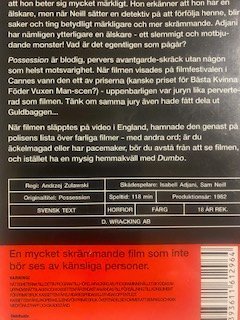 att hon beter sig mycket märkligt. Hon erkänner att hon har en
älskare, men när Neill sätter en detektiv på att förfölja henne, blir
saker och ting betydligt märkligare och mer skrämmande. Adjani
har nämligen ytterligare en älskare - ett slemmigt och motbju-
dande monster! Vad är det egentligen som pågår?
Possession är blodig, pervers avantgarde-skräck utan någon
som helst motsvarighet. När filmen visades på filmfestivalen i
Cannes vann den ett av priserna (kanske priset för Bästa Kvinna
Föder Vuxen Man-scen?) - uppenbarligen var juryn lika perverte-
rad som filmen. Tänk om samma jury även hade fått dela ut
Guldbaggen...
När filmen släpptes på video i England, hamnade den genast på
polisens lista över farliga filmer - med andra ord; är du
äckelmagad eller har pacemaker, bör du avstå från att se filmen,
och istället ha en mysig hemmakväll med Dumbo.
Regi: Andrzej Zulawski Skådespelare: Isabell Adjani, Sam Neill
Originaltitel: Possession Speltid: 118 min Produktionår: 1982
SVENSK TEXT HORROR FÄRG 18 ÅR REK.
D. WRACKING AB
En mycket skrämmande film som inte
bör ses av känsliga personer.
VARNING!
393611612964